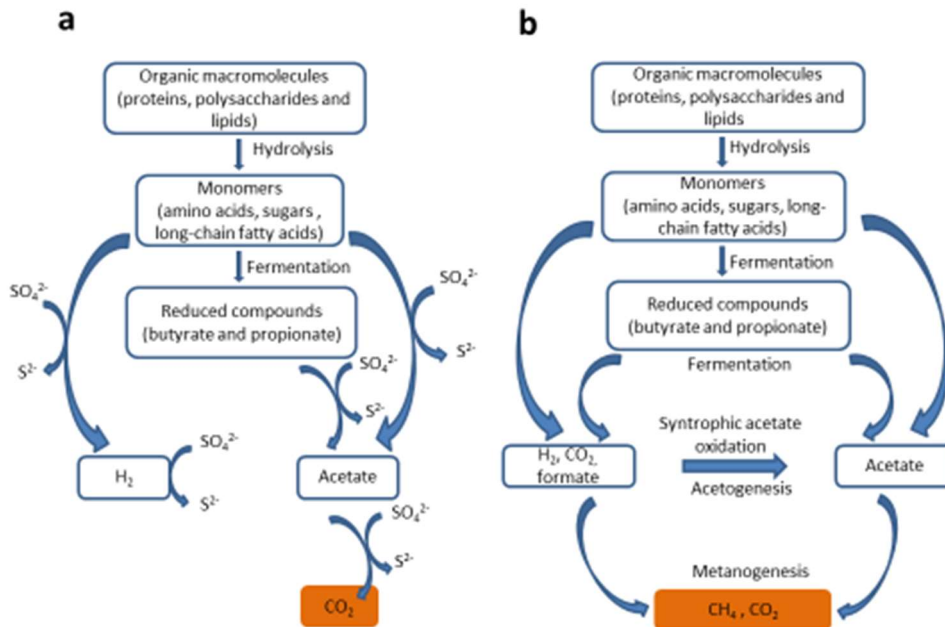 a
Organic macromolecules
(proteins, polysaccharides and
lipids)
Hydrolysis
Monomers
(amino acids, sugars ,
long-chain fatty acids)
Fermentation
SO₄²⁻
S²⁻
SO₄²⁻
S²⁻
Reduced compounds
(butyrate and propionate)
SO₄²⁻
S²⁻
H₂
SO₄²⁻
S²⁻
Acetate
SO₄²⁻
S²⁻
CO₂
b
Organic macromolecules
(proteins, polysaccharides and
lipids
Hydrolysis
Monomers
(amino acids, sugars, long-
chain fatty acids)
Fermentation
Reduced compounds
(butyrate and propionate)
Fermentation
H₂, CO₂,
formate
Syntrophic acetate
oxidation
Acetogenesis
Acetate
Metanogenesis
CH₄ , CO₂